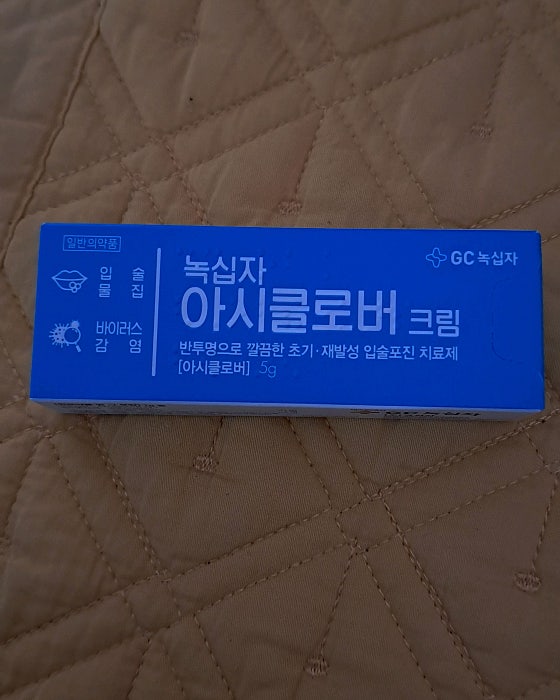 일반의약품
입 술
물 집
바이러스
감 염
GC녹십자
녹십자
아시클로버 크림
반투명으로 깔끔한 초기·재발성 입술포진 치료제
[아시클로버] 5g